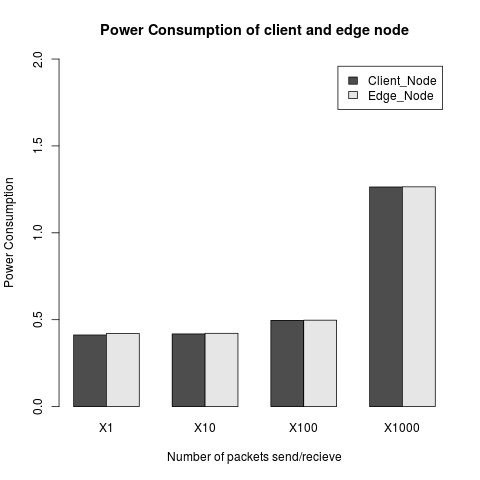 Power Consumption of client and edge node
Client_Node
Edge_Node
Power Consumption
2.0
1.5
1.0
0.5
0.0
X1 X10 X100 X1000
Number of packets send/recieve